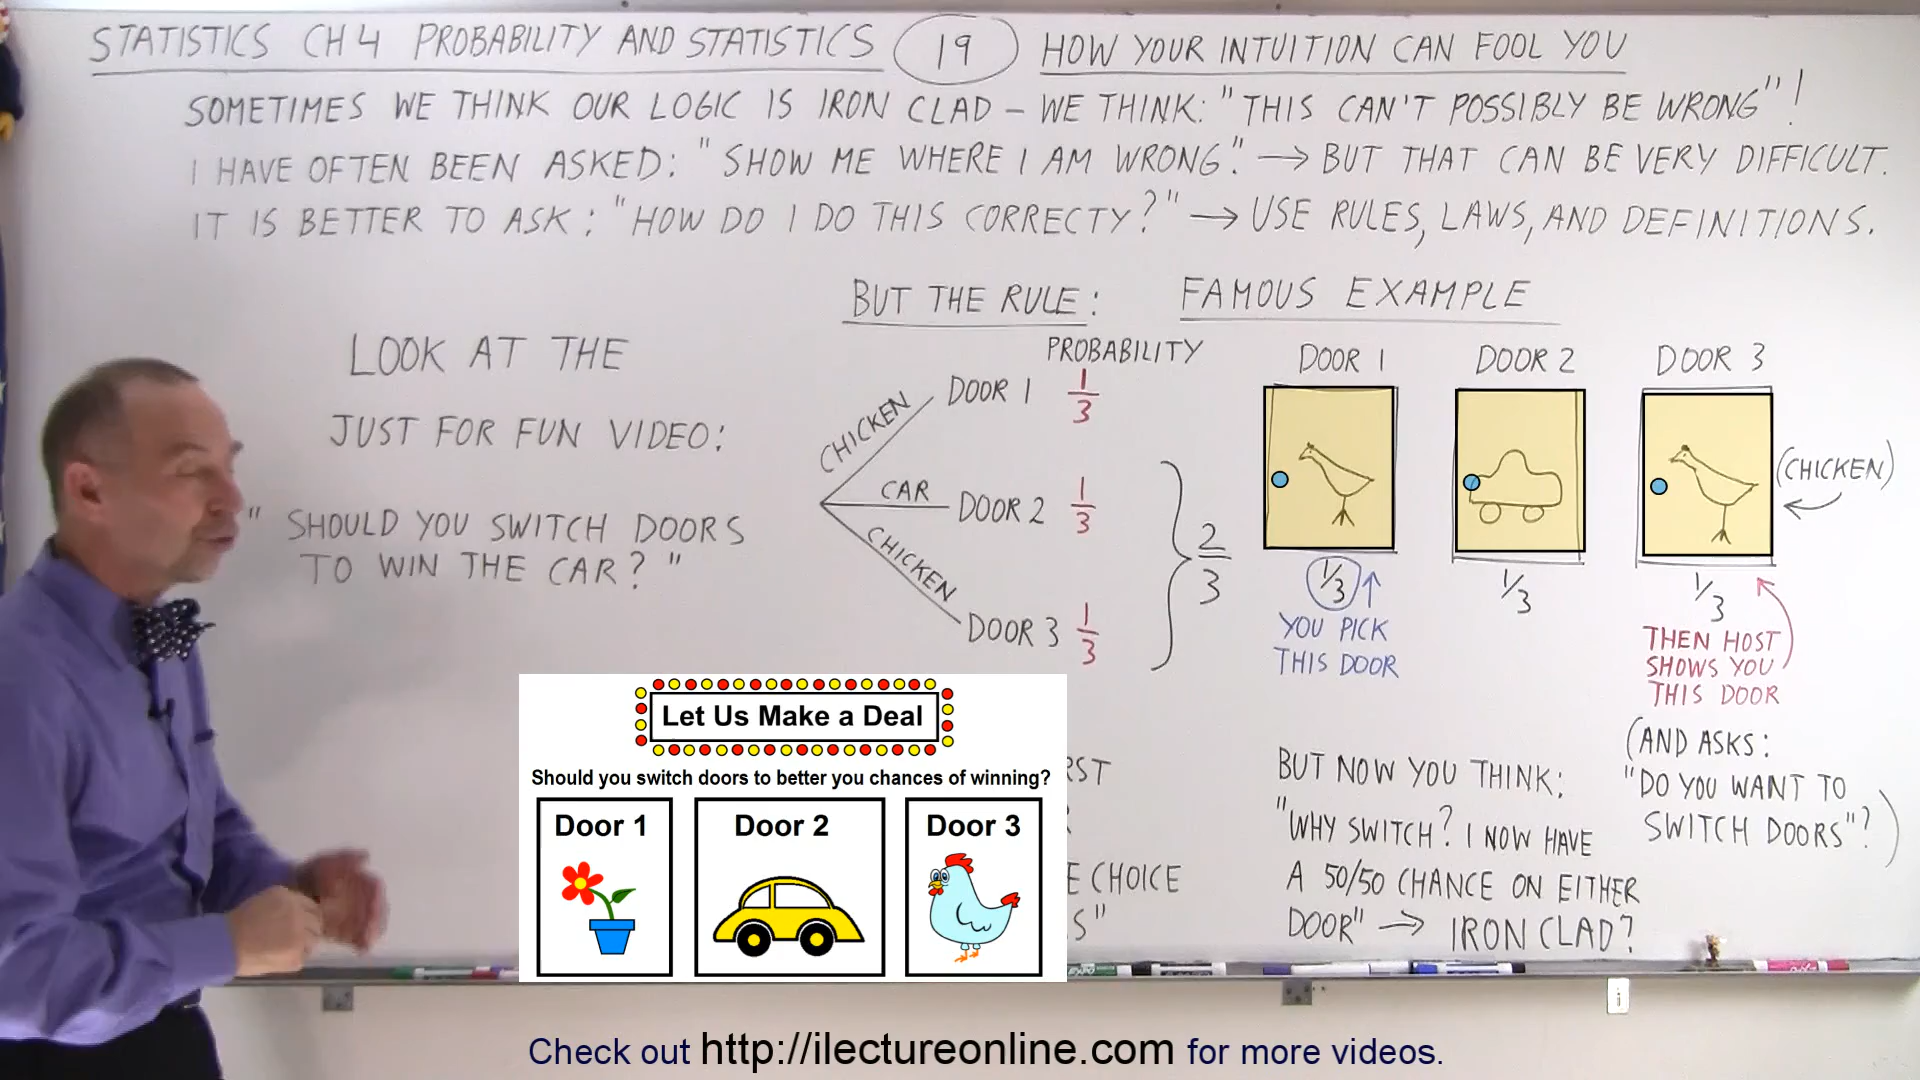 STATISTICS CH 4 PROBABILITY AND STATISTICS 19 HOW YOUR INTUITION CAN FOOL YOU
SOMETIMES WE THINK OUR LOGIC IS IRON CLAD – WE THINK: "THIS CAN'T POSSIBLY BE WRONG"!
I HAVE OFTEN BEEN ASKED: "SHOW ME WHERE I AM WRONG". → BUT THAT CAN BE VERY DIFFICULT.
IT IS BETTER TO ASK: "HOW DO I DO THIS CORRECTY?" → USE RULES, LAWS, AND DEFINITIONS.
LOOK AT THE
JUST FOR FUN VIDEO:
" SHOULD YOU SWITCH DOORS
TO WIN THE CAR? "
BUT THE RULE:
PROBABILITY
CHICKEN DOOR 1 1/3
CAR DOOR 2 1/3
CHICKEN DOOR 3 1/3
2/3
FAMOUS EXAMPLE
DOOR 1 DOOR 2 DOOR 3
(CHICKEN)
1/3 1/3 1/3
YOU PICK
THIS DOOR
THEN HOST
SHOWS YOU
THIS DOOR
(AND ASKS:
"DO YOU WANT TO
SWITCH DOORS"?)
BUT NOW YOU THINK:
"WHY SWITCH? I NOW HAVE
A 50/50 CHANCE ON EITHER
DOOR" → IRON CLAD?
CHOICE
Let Us Make a Deal
Should you switch doors to better you chances of winning?
Door 1 Door 2 Door 3
Check out http://ilectureonline.com for more videos.